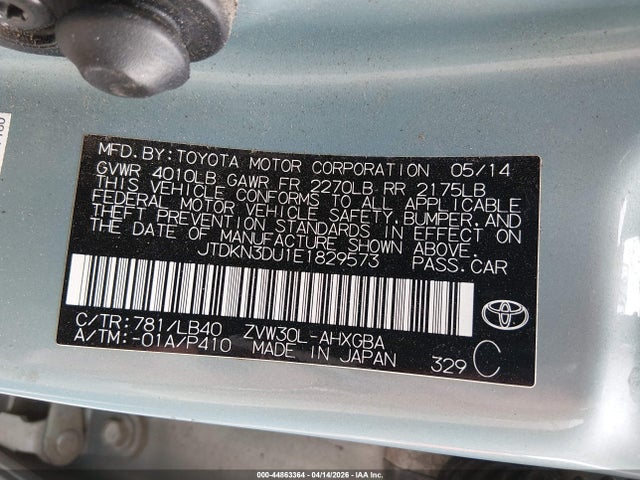 MFD. BY: TOYOTA MOTOR CORPORATION 05/14
GVWR 4010LB GAWR FR 2270LB RR 2175LB
THIS VEHICLE CONFORMS TO ALL APPLICABLE
FEDERAL MOTOR VEHICLE SAFETY, BUMPER, AND
THEFT PREVENTION STANDARDS IN EFFECT ON
THE DATE OF MANUFACTURE SHOWN ABOVE.
JTDKN3DU1E1829573 PASS. CAR
C/TR: 781/LB40 ZVW30L-AHXGBA
A/TM: -01A/P410 MADE IN JAPAN 329 C
000-44863364 | 04/14/2026 | IAA Inc.